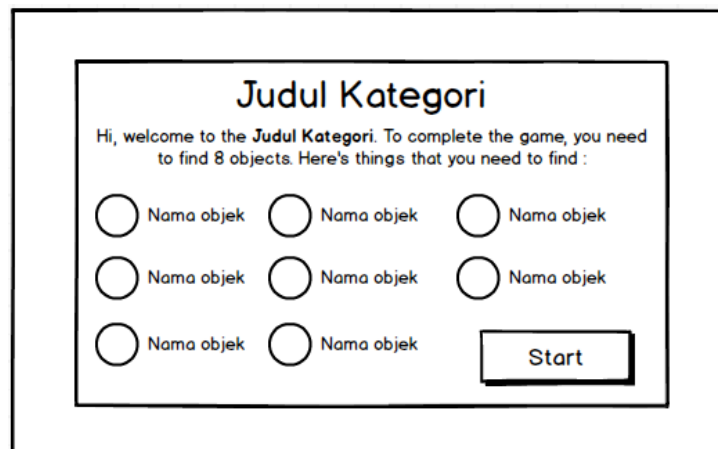 Judul Kategori
Hi, welcome to the Judul Kategori. To complete the game, you need
to find 8 objects. Here's things that you need to find :
Nama objek Nama objek Nama objek
Nama objek Nama objek Nama objek
Nama objek Nama objek
Start